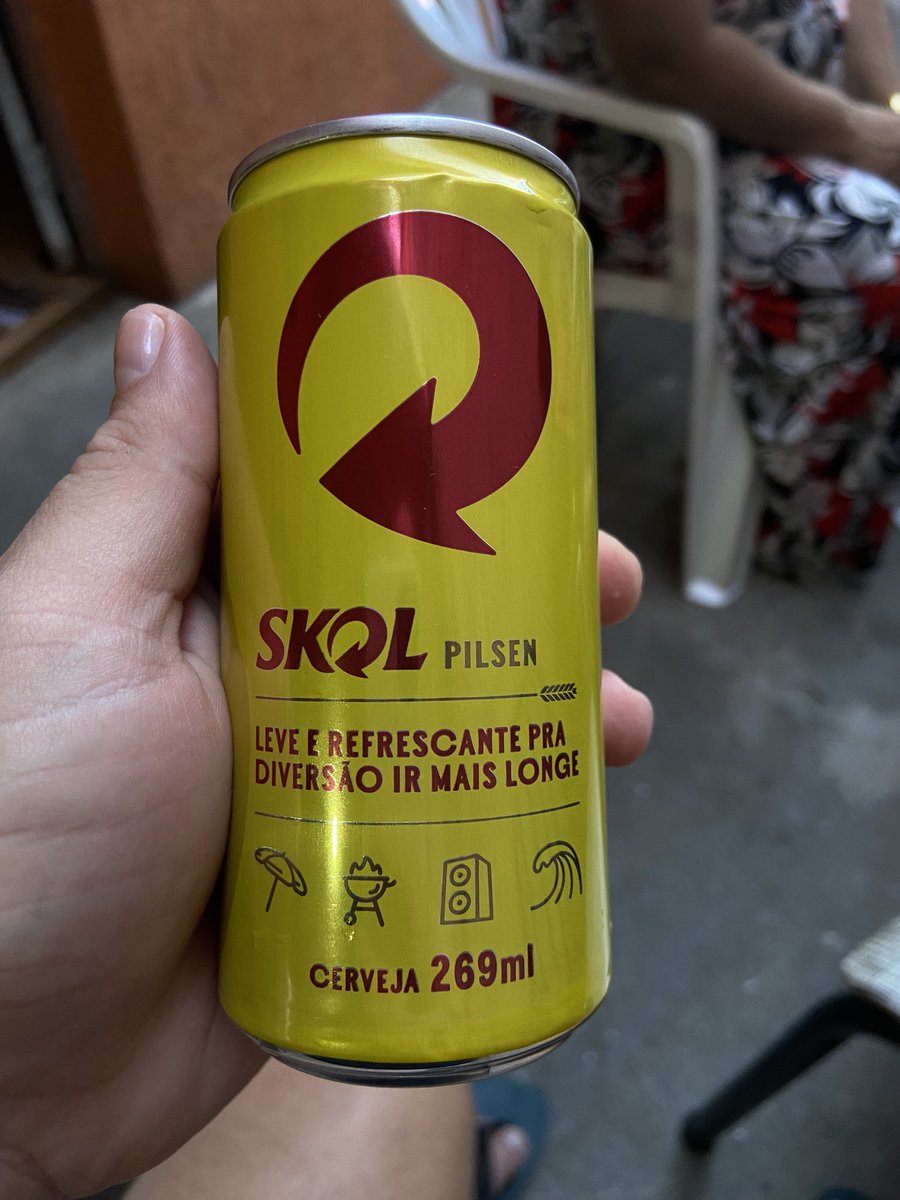 SKOL PILSEN
LEVE E REFRESCANTE PRA
DIVERSÃO IR MAIS LONGE
CERVEJA 269ml